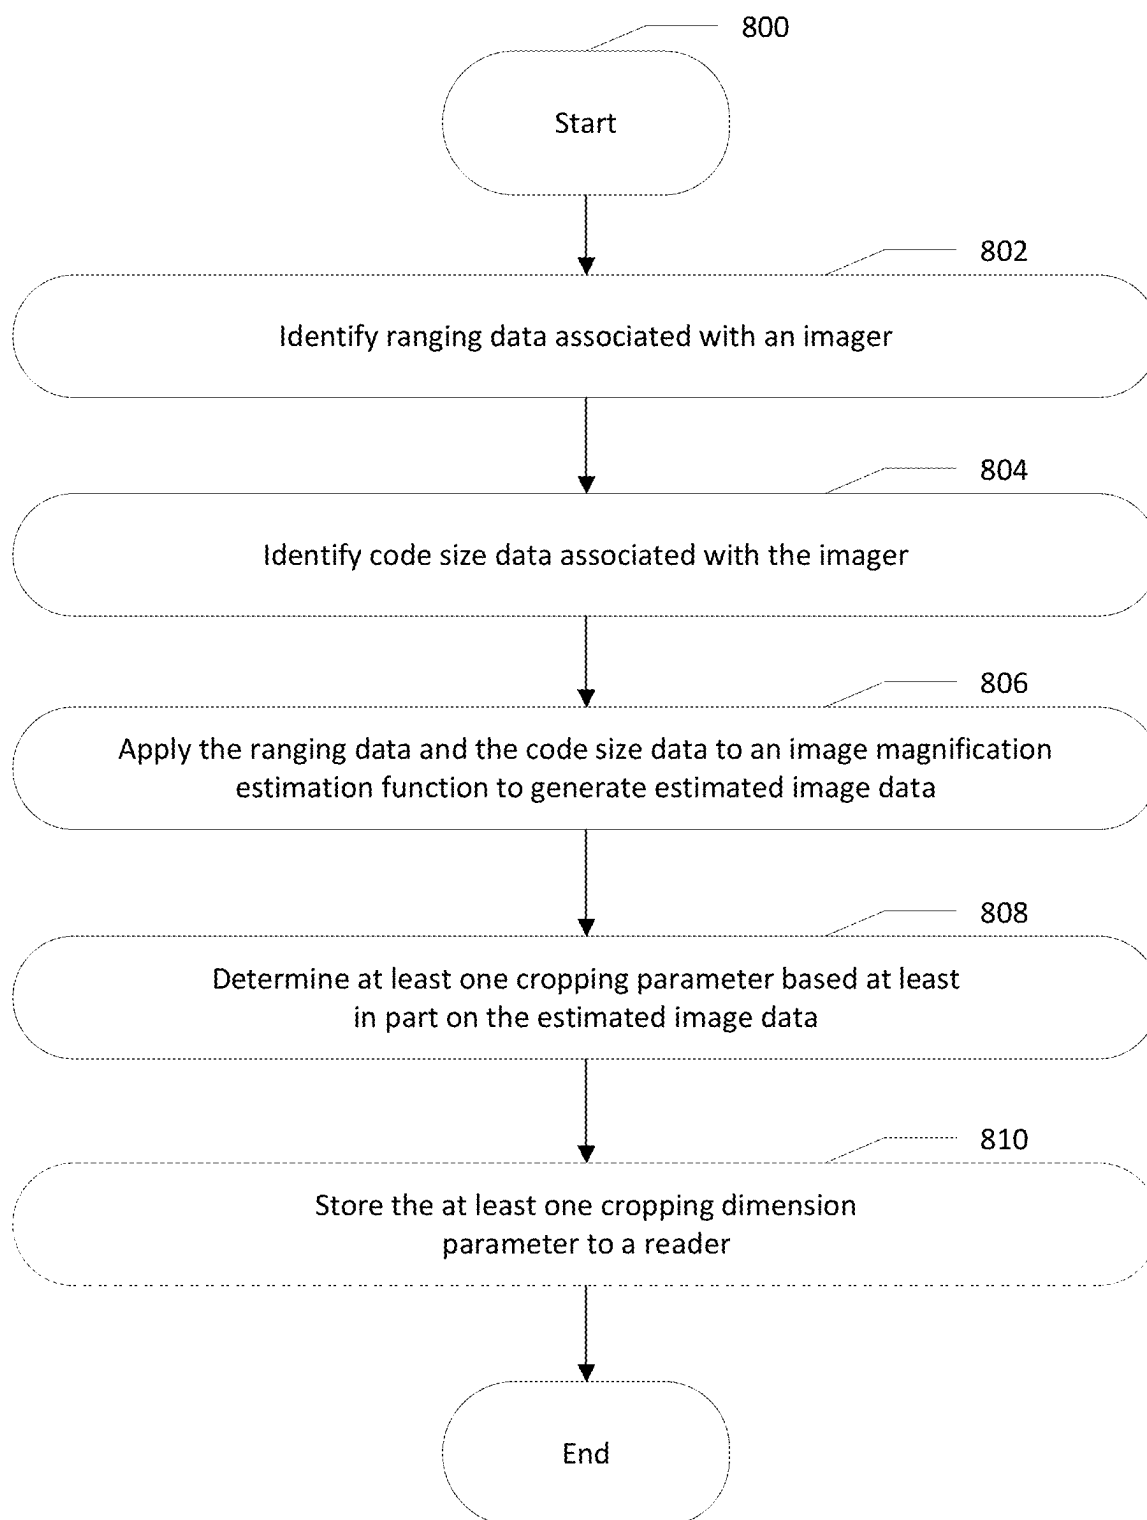 800
Start
802
Identify ranging data associated with an imager
804
Identify code size data associated with the imager
806
Apply the ranging data and the code size data to an image magnification
estimation function to generate estimated image data
808
Determine at least one cropping parameter based at least
in part on the estimated image data
810
Store the at least one cropping dimension
parameter to a reader
End